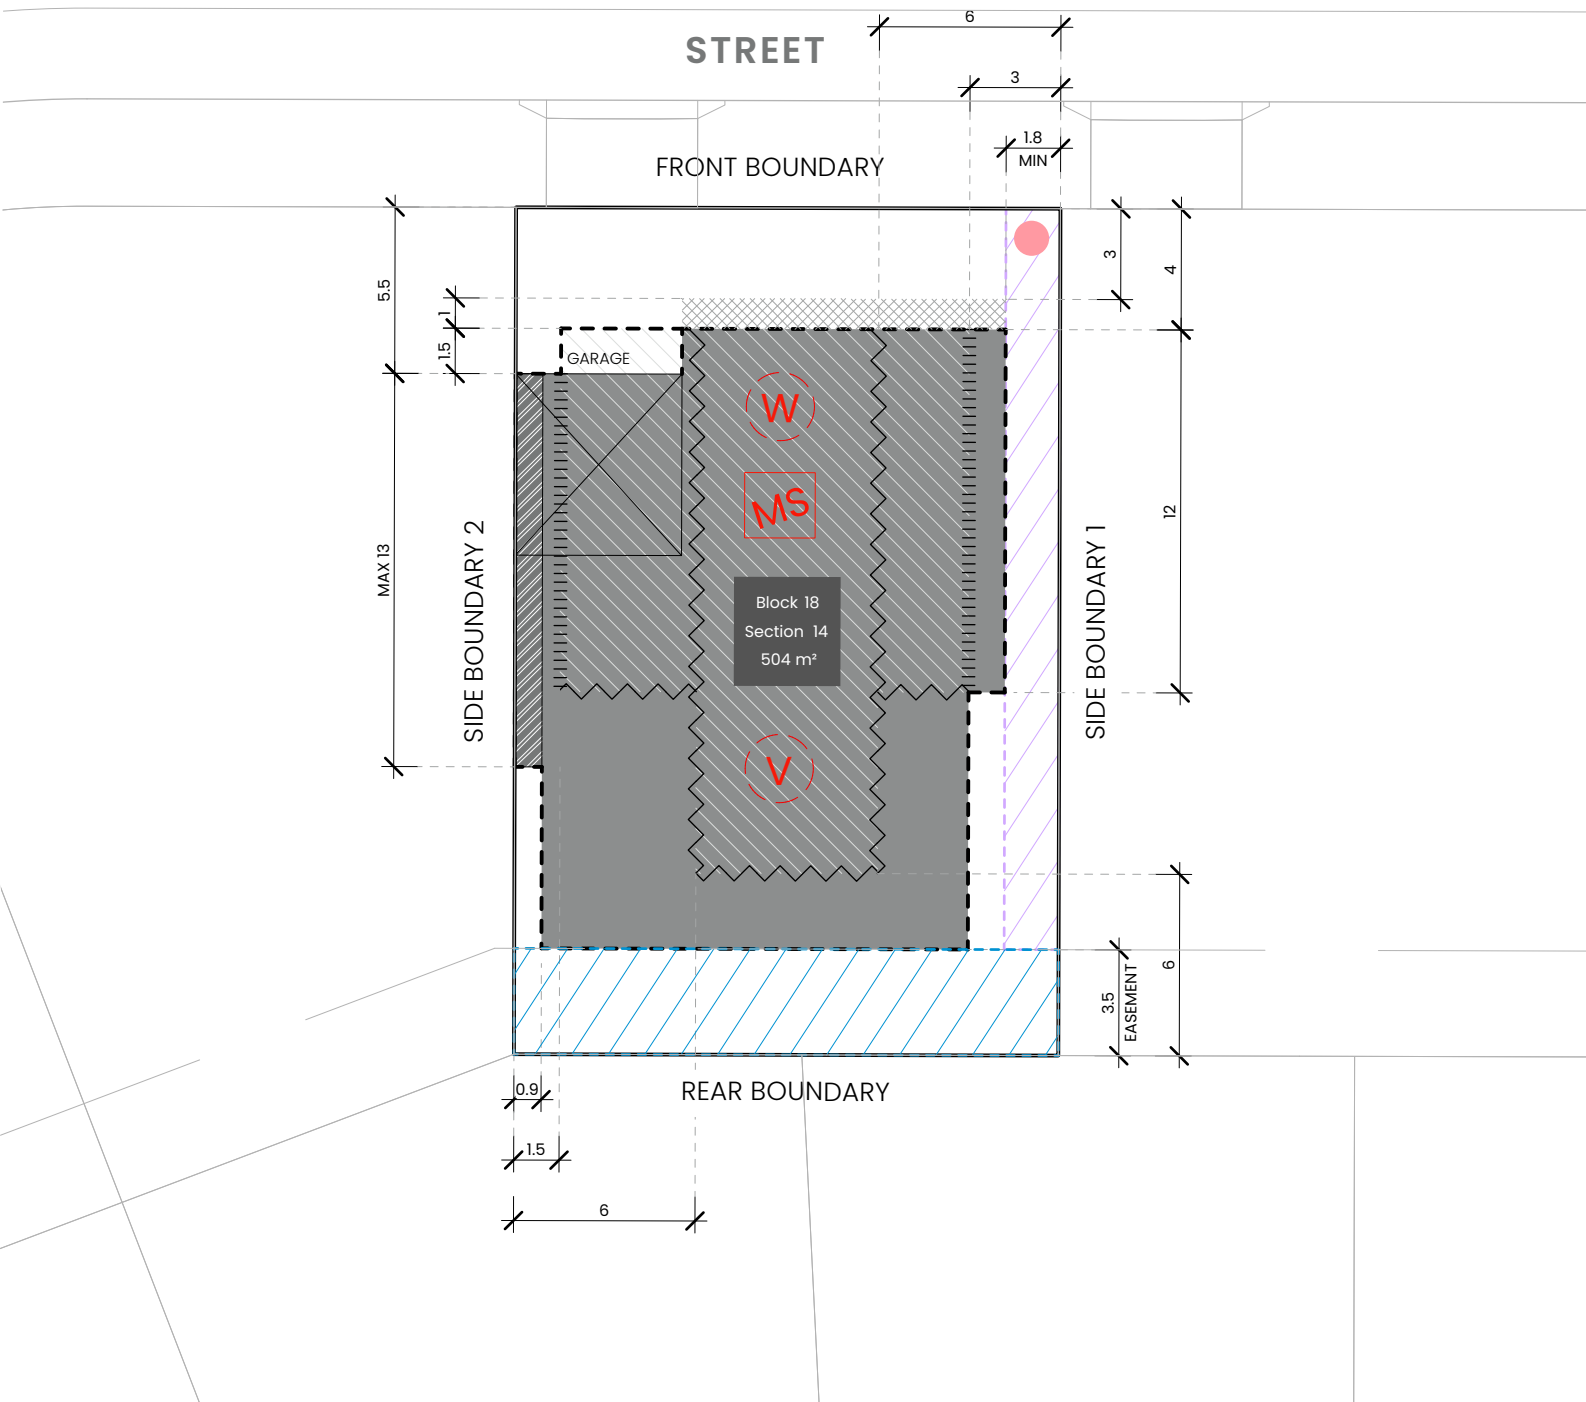 6
STREET
3
1.8
MIN
FRONT BOUNDARY
5.5
1
1.5
3
4
GARAGE
W
MS
12
MAX 13
SIDE BOUNDARY 2
SIDE BOUNDARY 1
Block 18
Section 14
504 m²
V
6
3.5
EASEMENT
0.9
REAR BOUNDARY
1.5
6